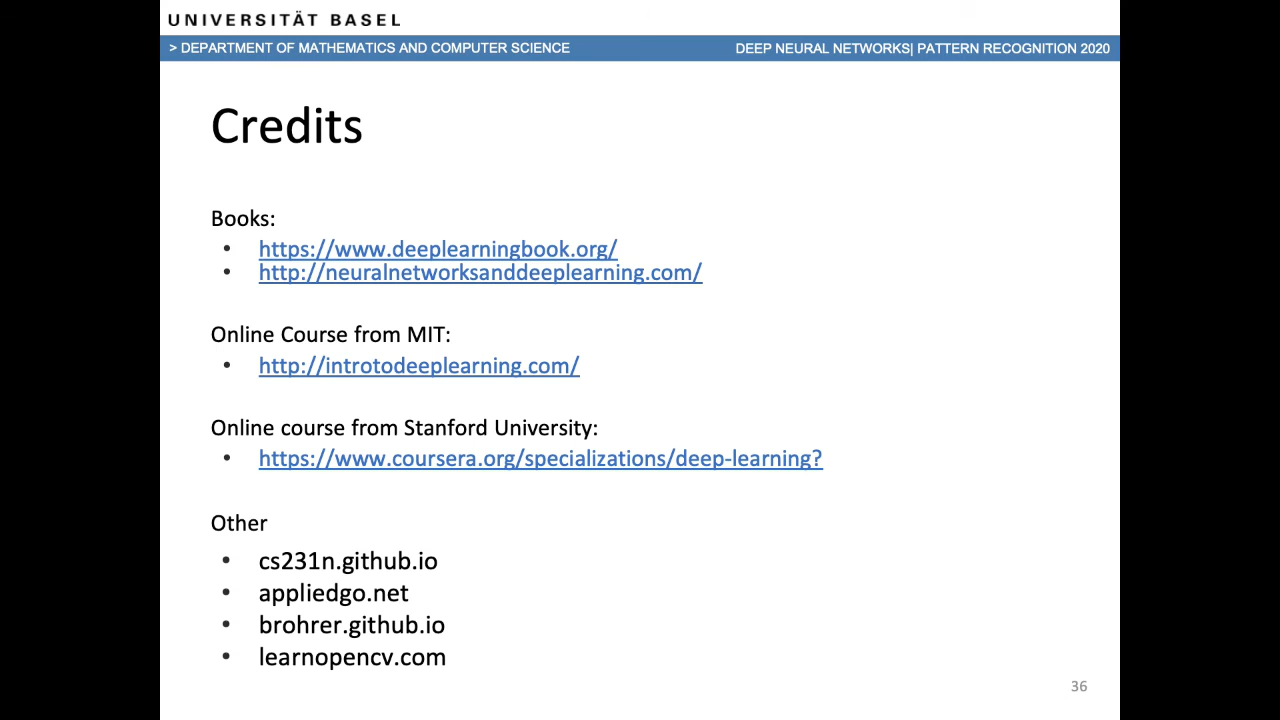 UNIVERSITÄT BASEL
> DEPARTMENT OF MATHEMATICS AND COMPUTER SCIENCE
DEEP NEURAL NETWORKS| PATTERN RECOGNITION 2020
Credits
Books:
• https://www.deeplearningbook.org/
• http://neuralnetworksanddeeplearning.com/
Online Course from MIT:
• http://introtodeeplearning.com/
Online course from Stanford University:
• https://www.coursera.org/specializations/deep-learning?
Other
• cs231n.github.io
• appliedgo.net
• brohrer.github.io
• learnopencv.com
36